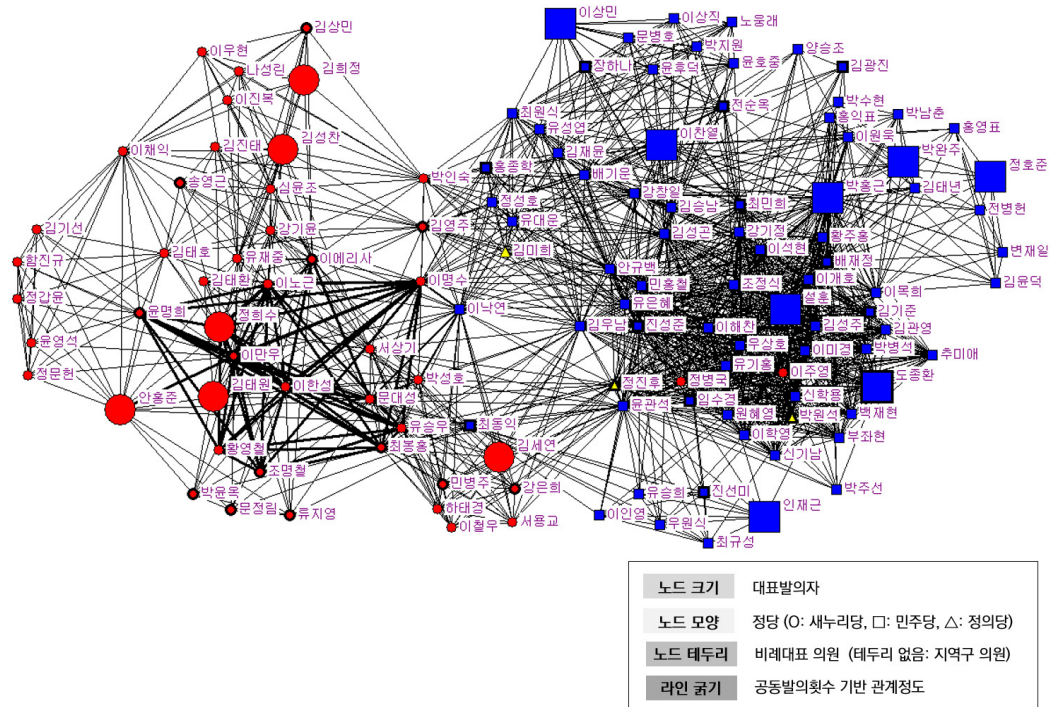 김상민
이상민
이상직
노웅래
이우현
문병호
박지원
양승조
나성린
김희정
장하나
윤후덕
윤호중
김광진
이진복
최원식
전순옥
박수현
홍익표
박남춘
유성엽
이찬열
이원욱
홍영표
이채익
김진태
김성찬
김재윤
박완주
송영근
박인숙
홍종학
배기운
정호준
심윤조
강창일
박홍근
김태년
정성호
김승남
최민희
전병헌
김기선
강기윤
김영주
유대운
김성곤
강기정
황주홍
김태호
유재중
이에리사
김미희
이석현
변재일
함진규
안규백
배재정
김태환
이노근
이명수
민홍철
조정식
이개호
김윤덕
정갑윤
윤명희
이낙연
유은혜
설훈
이목희
김기준
정희수
김우남
진성준
이해찬
김성주
김관영
윤영석
이만우
서상기
우상호
이미경
박병석
추미애
정문헌
유기홍
이주영
김태원
이한성
박성호
정진후
정병국
도종환
안홍준
문대성
윤관석
임수경
신학용
원혜영
박원석
백재현
유승우
최동익
이학영
부좌현
황영철
최봉홍
김세연
신기남
조명철
민병주
강은희
유승희
진선미
박주선
박윤옥
하태경
인재근
문정림
류지영
이철우
서용교
이인영
우원식
최규성
노드 크기 대표발의자
노드 모양 정당 (O: 새누리당, □: 민주당, △: 정의당)
노드 테두리 비례대표 의원 (테두리 없음: 지역구 의원)
라인 굵기 공동발의횟수 기반 관계정도